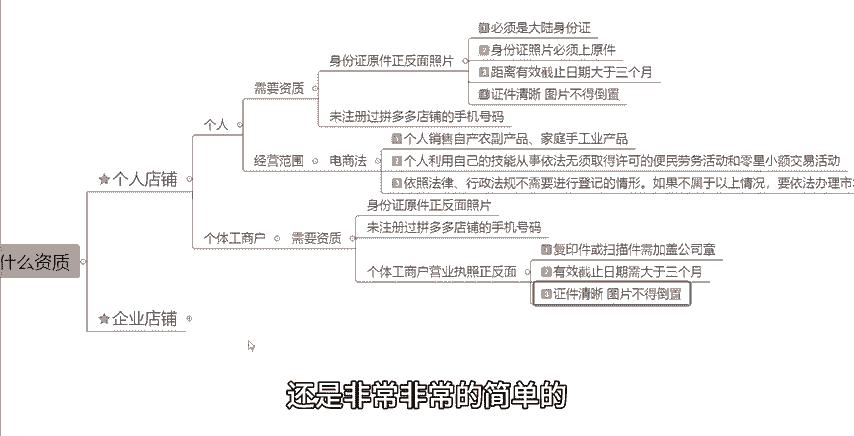 必须是大陆身份证
身份证照片必须上原件
身份证原件正反面照片
距离有效截止日期大于三个月
需要资质
证件清晰 图片不得倒置
未注册过拼多多店铺的手机号码
个人
个人销售自产农副产品、家庭手工业产品
经营范围
电商法
个人利用自己的技能从事依法无须取得许可的便民劳务活动和零星小额交易活动
个人店铺
依照法律、行政法规不需要进行登记的情形。如果不属于以上情况，要依法办理市
身份证原件正反面照片
未注册过拼多多店铺的手机号码
个体工商户
需要资质
复印件或扫描件需加盖公司章
什么资质
个体工商户营业执照正反面
有效截止日期需大于三个月
证件清晰 图片不得倒置
企业店铺
还是非常非常的简单的